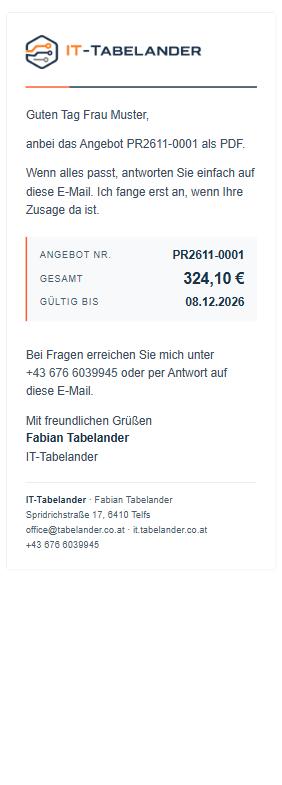 IT-TABELANDER
Guten Tag Frau Muster,
anbei das Angebot PR2611-0001 als PDF.
Wenn alles passt, antworten Sie einfach auf
diese E-Mail. Ich fange erst an, wenn Ihre
Zusage da ist.
ANGEBOT NR. PR2611-0001
GESAMT 324,10 €
GÜLTIG BIS 08.12.2026
Bei Fragen erreichen Sie mich unter
+43 676 6039945 oder per Antwort auf
diese E-Mail.
Mit freundlichen Grüßen
Fabian Tabelander
IT-Tabelander
IT-Tabelander · Fabian Tabelander
Spridrichstraße 17, 6410 Telfs
office@tabelander.co.at · it.tabelander.co.at
+43 676 6039945